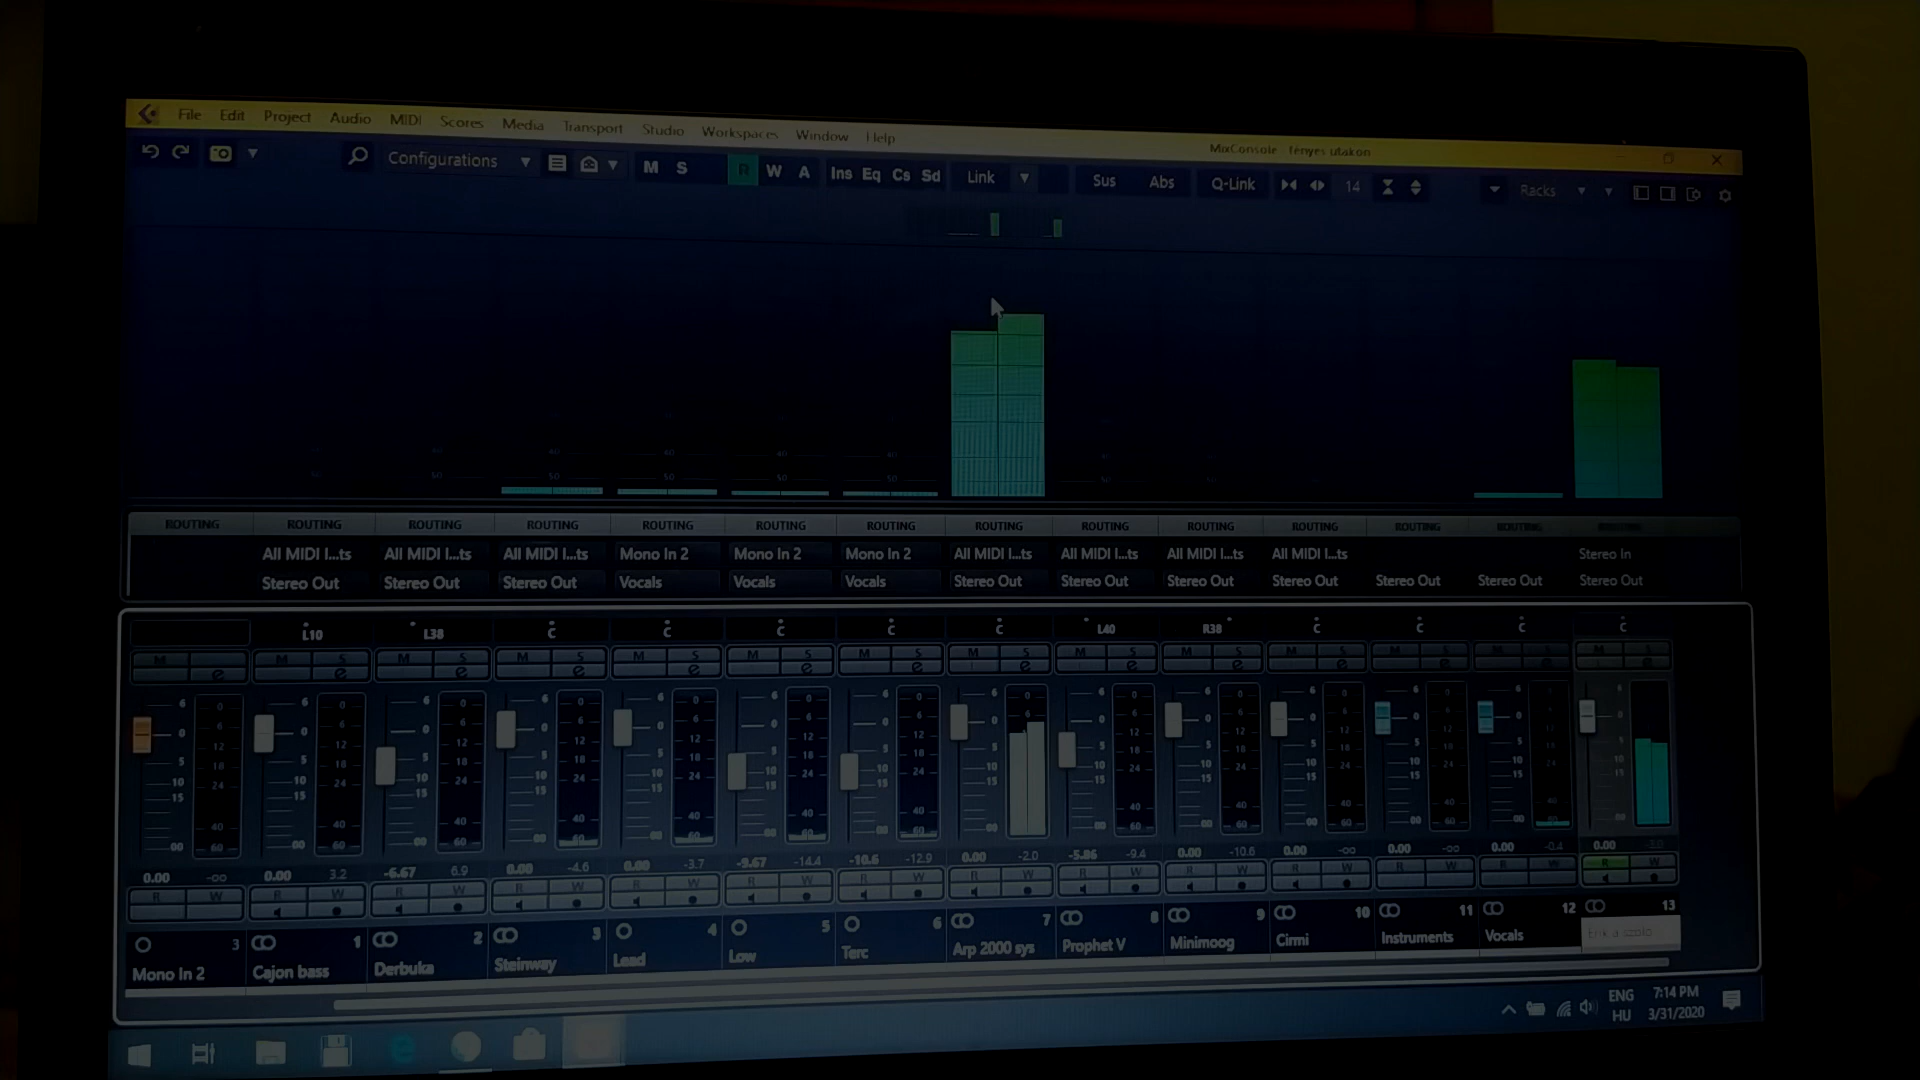 File Edit Project Audio MIDI Scores Media Transport Studio Workspaces Window Help
MixConsole - fényes utakon
Configurations M S R W A Ins Eq Cs Sd Link Sus Abs Q-Link 14 Racks
ROUTING ROUTING ROUTING ROUTING ROUTING ROUTING ROUTING ROUTING ROUTING ROUTING ROUTING ROUTING ROUTING ROUTING
All MIDI I...ts All MIDI I...ts All MIDI I...ts Mono In 2 Mono In 2 Mono In 2 All MIDI I...ts All MIDI I...ts All MIDI I...ts All MIDI I...ts Stereo In
Stereo Out Stereo Out Stereo Out Vocals Vocals Vocals Stereo Out Stereo Out Stereo Out Stereo Out Stereo Out Stereo Out Stereo Out
L10 L38 C C C C C L40 R38 C C C C
0.00 -∞ 0.00 3.2 -6.67 6.9 0.00 -4.6 0.00 -3.7 -9.67 -14.4 -10.6 -12.9 0.00 -2.0 -5.86 -9.4 0.00 -10.6 0.00 -∞ 0.00 -∞ 0.00 -0.4 0.00 -3.0
3 1 2 3 4 5 6 7 8 9 10 11 12 13
Mono In 2 Cajon bass Derbuka Steinway Lead Low Terc Arp 2000 sys Prophet V Minimoog Cirmi Instruments Vocals
ENG 7:14 PM
HU 3/31/2020